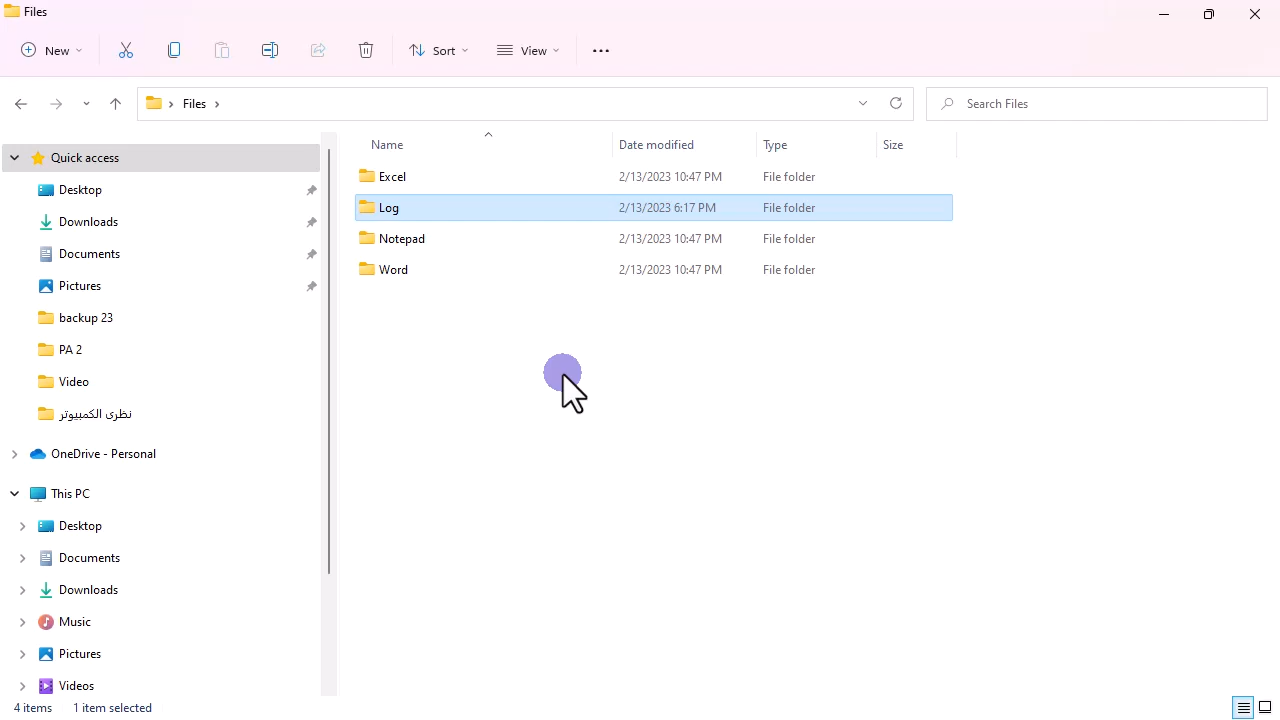 Files
New
Sort
View
Files
Search Files
Name
Date modified
Type
Size
Quick access
Desktop
Downloads
Documents
Pictures
backup 23
PA 2
Video
نظرى الكمبيوتر
OneDrive - Personal
This PC
Desktop
Documents
Downloads
Music
Pictures
Videos
Excel 2/13/2023 10:47 PM File folder
Log 2/13/2023 6:17 PM File folder
Notepad 2/13/2023 10:47 PM File folder
Word 2/13/2023 10:47 PM File folder
4 items 1 item selected